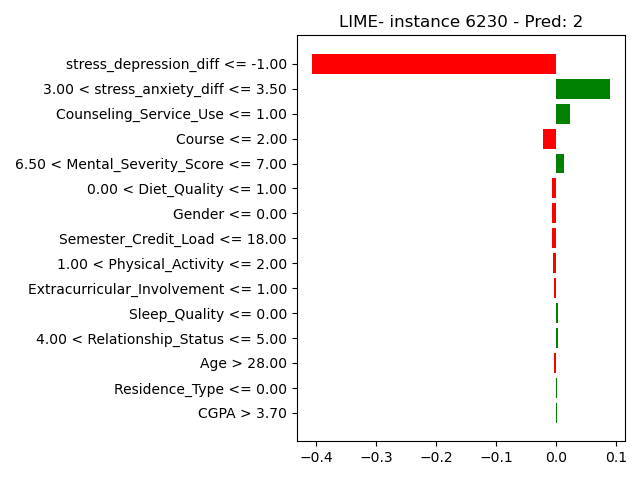 LIME- instance 6230 - Pred: 2
stress_depression_diff <= -1.00
3.00 < stress_anxiety_diff <= 3.50
Counseling_Service_Use <= 1.00
Course <= 2.00
6.50 < Mental_Severity_Score <= 7.00
0.00 < Diet_Quality <= 1.00
Gender <= 0.00
Semester_Credit_Load <= 18.00
1.00 < Physical_Activity <= 2.00
Extracurricular_Involvement <= 1.00
Sleep_Quality <= 0.00
4.00 < Relationship_Status <= 5.00
Age > 28.00
Residence_Type <= 0.00
CGPA > 3.70
−0.4 −0.3 −0.2 −0.1 0.0 0.1